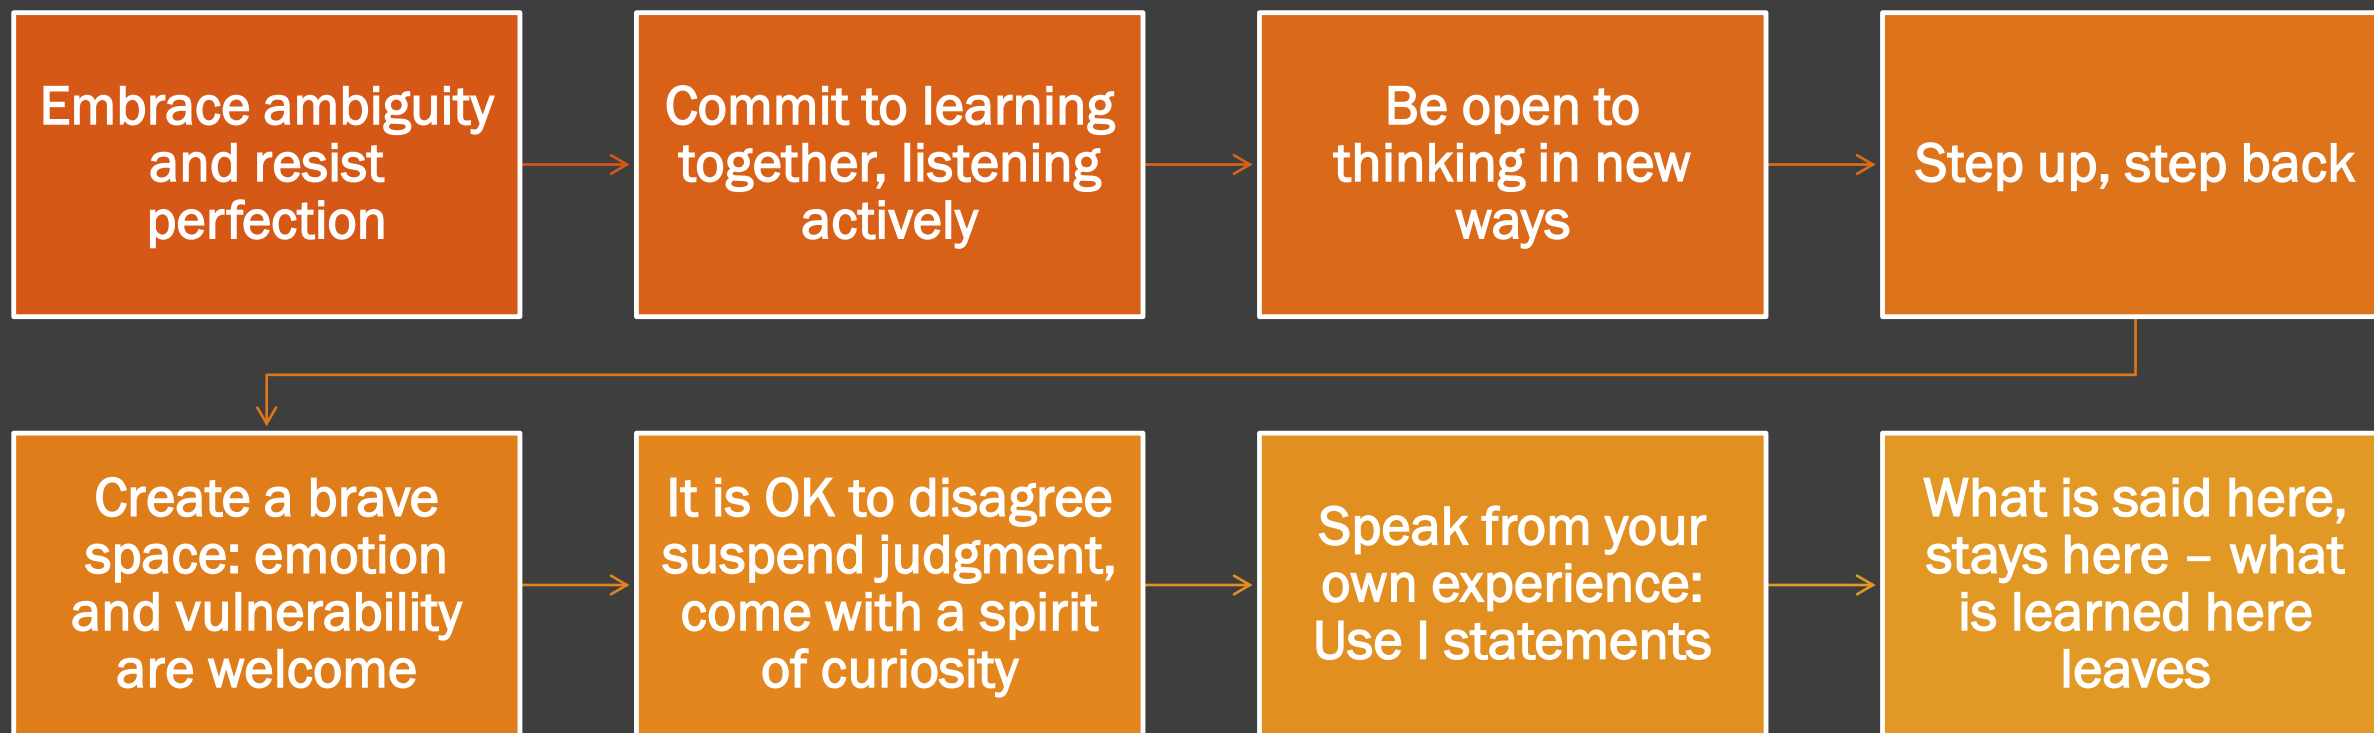 Embrace ambiguity
and resist
perfection
Commit to learning
together, listening
actively
Be open to
thinking in new
ways
Step up, step back
Create a brave
space: emotion
and vulnerability
are welcome
It is OK to disagree
suspend judgment,
come with a spirit
of curiosity
Speak from your
own experience:
Use I statements
What is said here,
stays here – what
is learned here
leaves